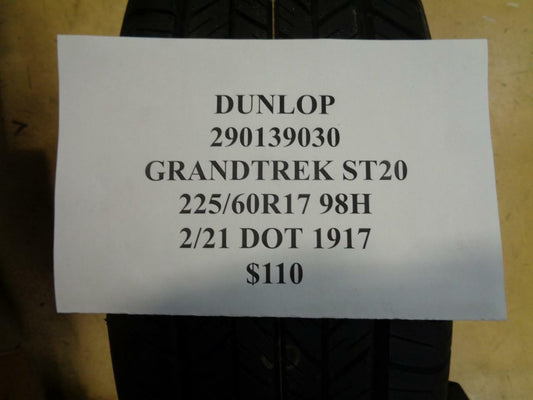 DUNLOP
290139030
GRANDTREK ST20
225/60R17 98H
2/21 DOT 1917
$110